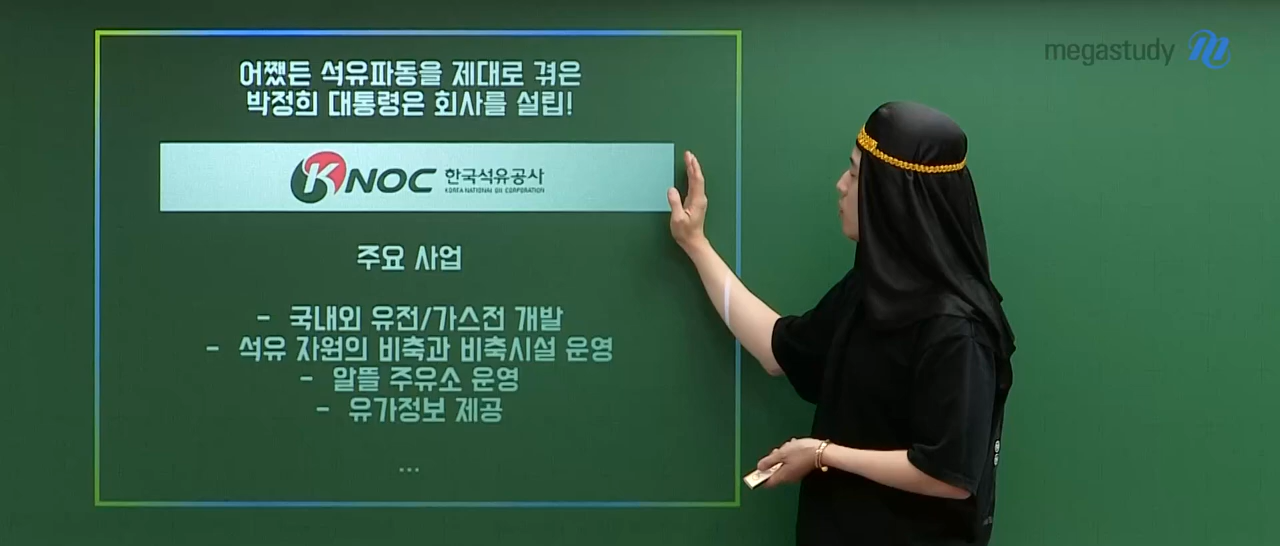 어쨌든 석유파동을 제대로 겪은
박정희 대통령은 회사를 설립!
KNOC 한국석유공사
KOREA NATIONAL OIL CORPORATION
주요 사업
- 국내외 유전/가스전 개발
- 석유 자원의 비축과 비축시설 운영
- 알뜰 주유소 운영
- 유가정보 제공
...
megastudy